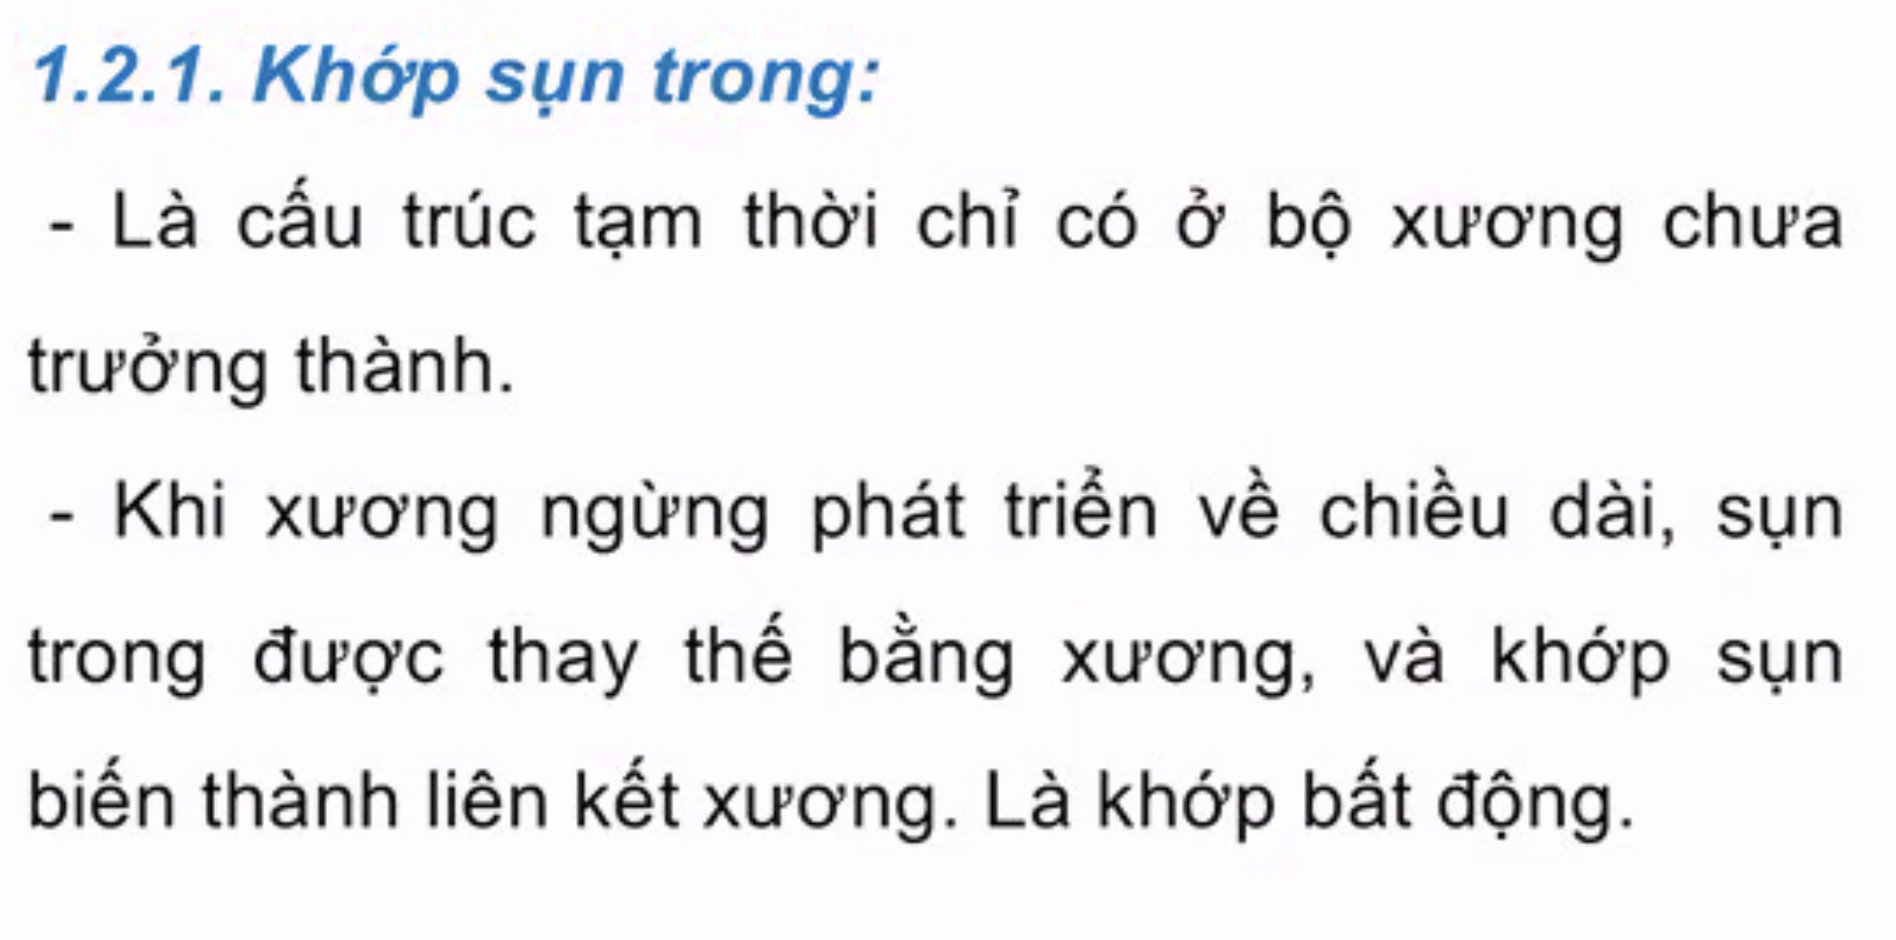 1.2.1. Khớp sụn trong:
- Là cấu trúc tạm thời chỉ có ở bộ xương chưa
trưởng thành.
- Khi xương ngừng phát triển về chiều dài, sụn
trong được thay thế bằng xương, và khớp sụn
biến thành liên kết xương. Là khớp bất động.